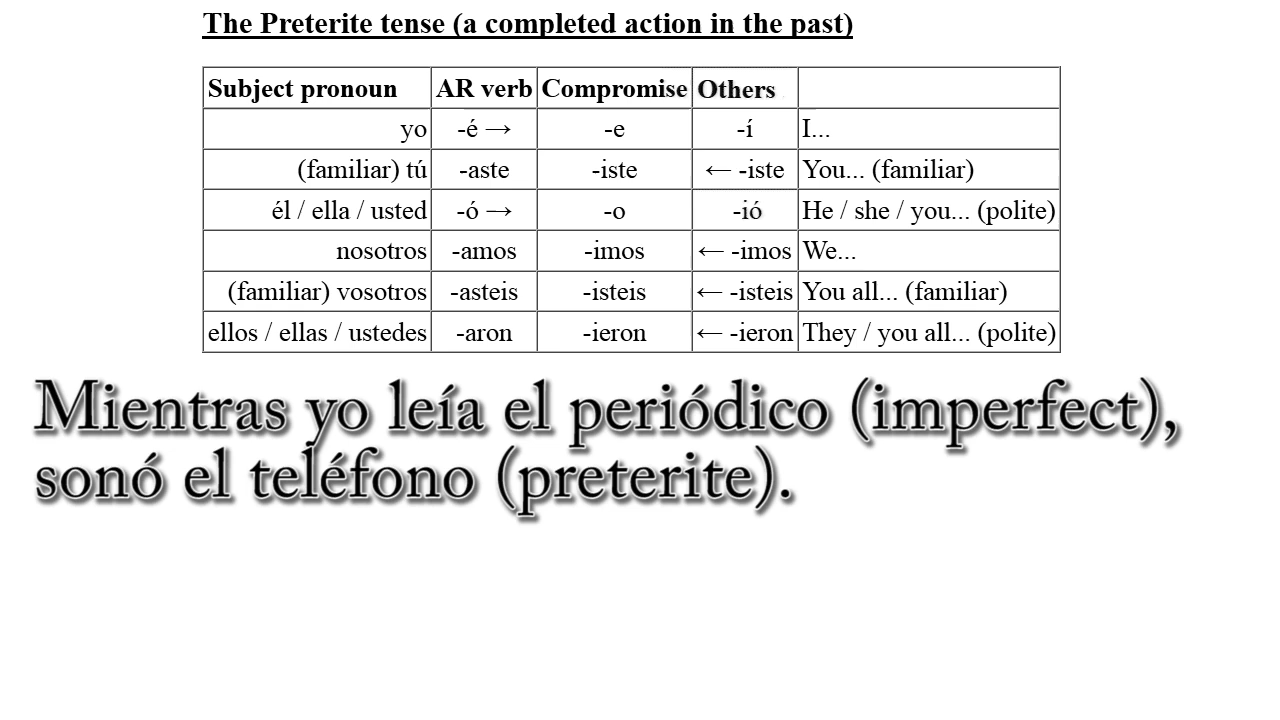 The Preterite tense (a completed action in the past)
Subject pronoun AR verb Compromise Others
yo -é → -e -í I...
(familiar) tú -aste -iste ← -iste You... (familiar)
él / ella / usted -ó → -o -ió He / she / you... (polite)
nosotros -amos -imos ← -imos We...
(familiar) vosotros -asteis -isteis ← -isteis You all... (familiar)
ellos / ellas / ustedes -aron -ieron ← -ieron They / you all... (polite)
Mientras yo leía el periódico (imperfect),
sonó el teléfono (preterite).